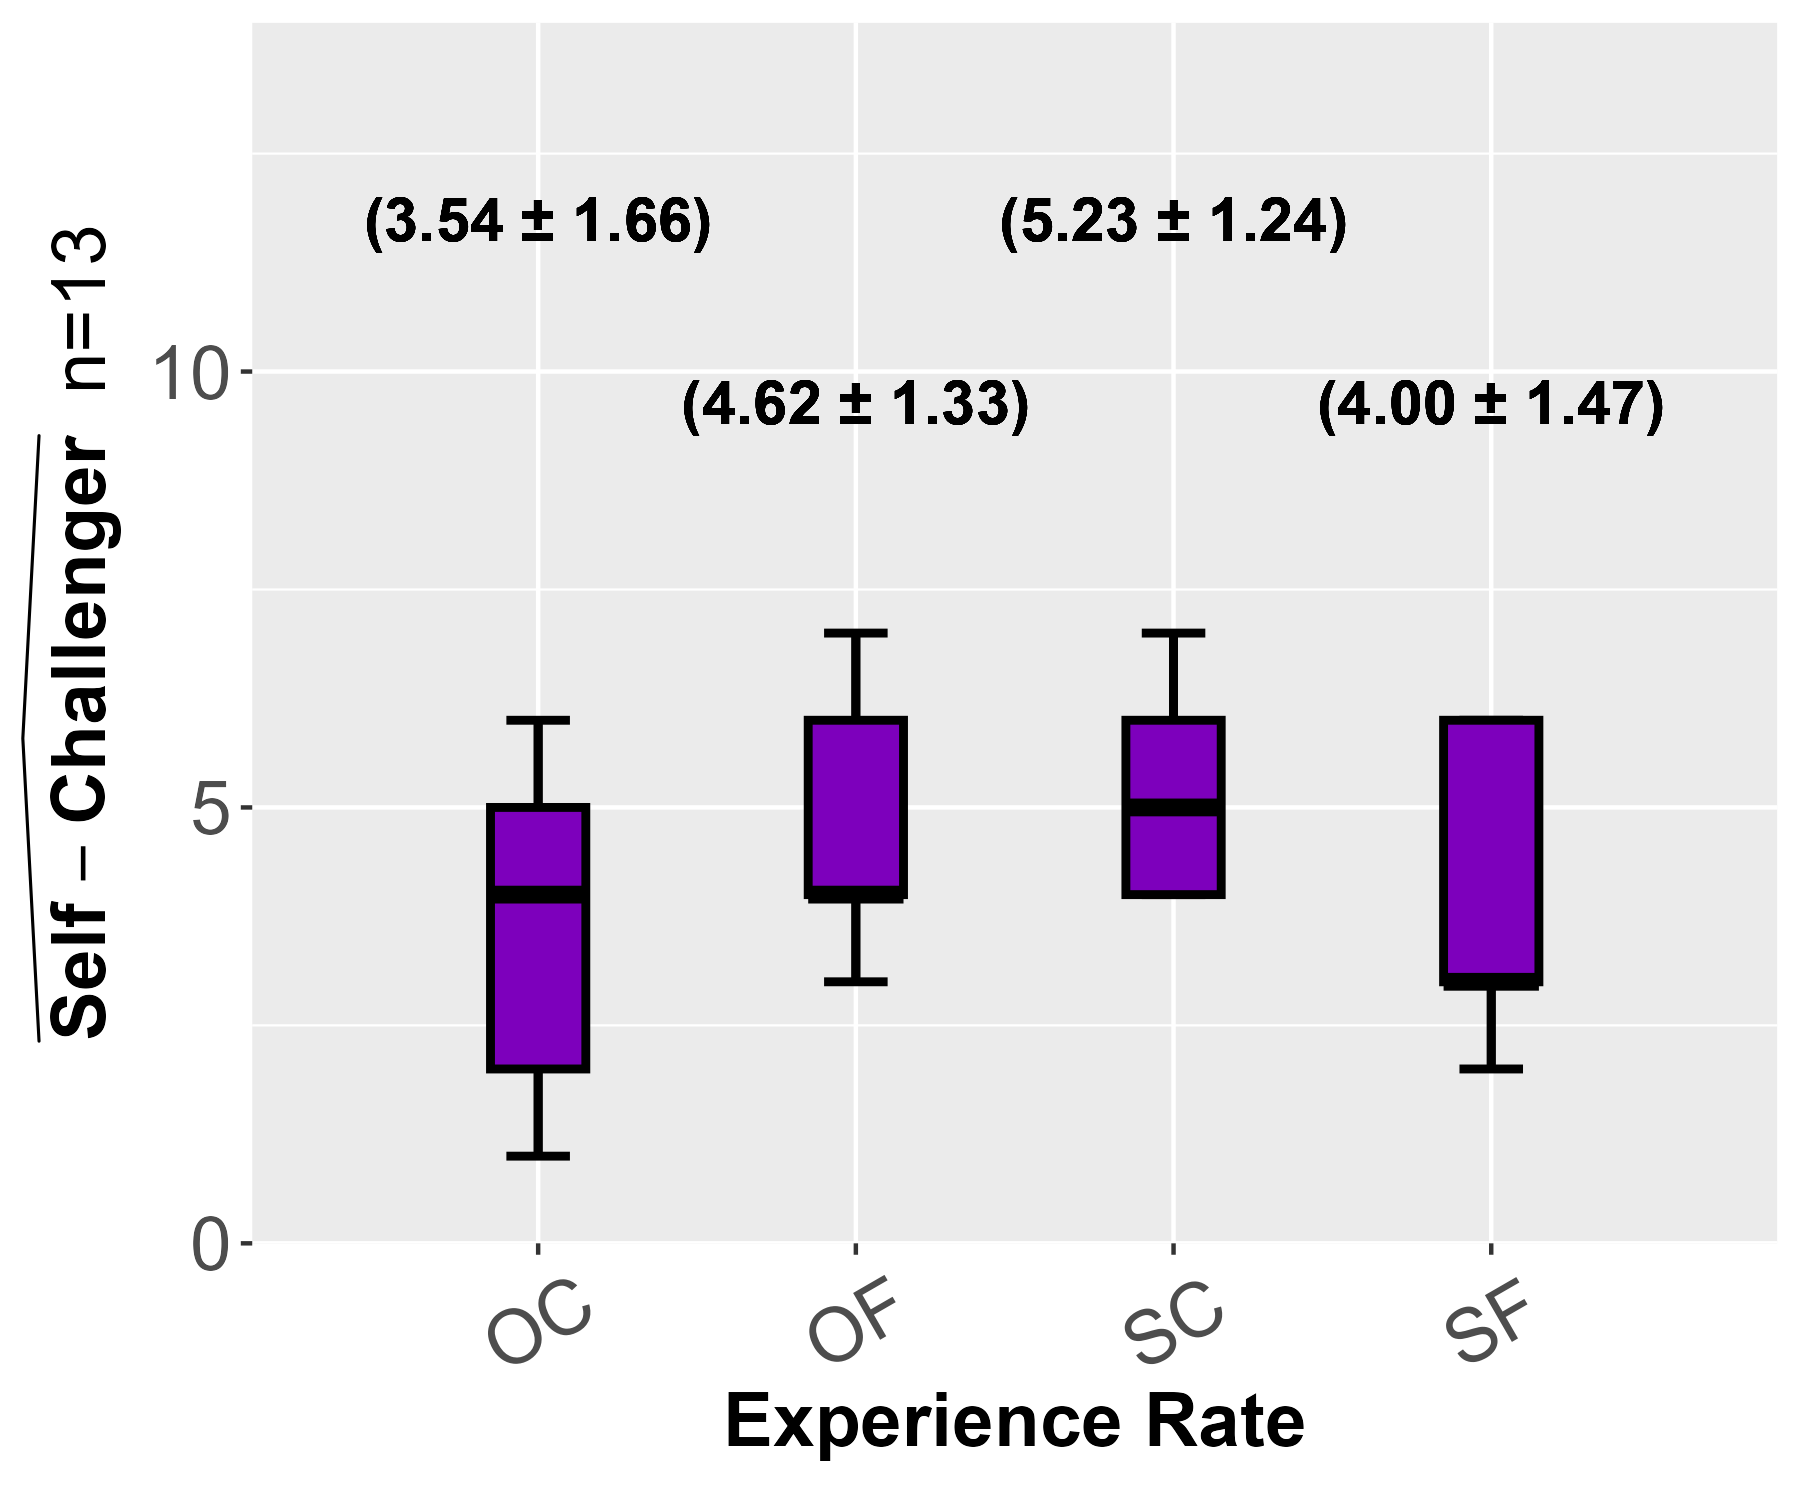 Self – Challenger n=13
10
5
0
(3.54 ± 1.66)
(5.23 ± 1.24)
(4.62 ± 1.33)
(4.00 ± 1.47)
OC
OF
SC
SF
Experience Rate